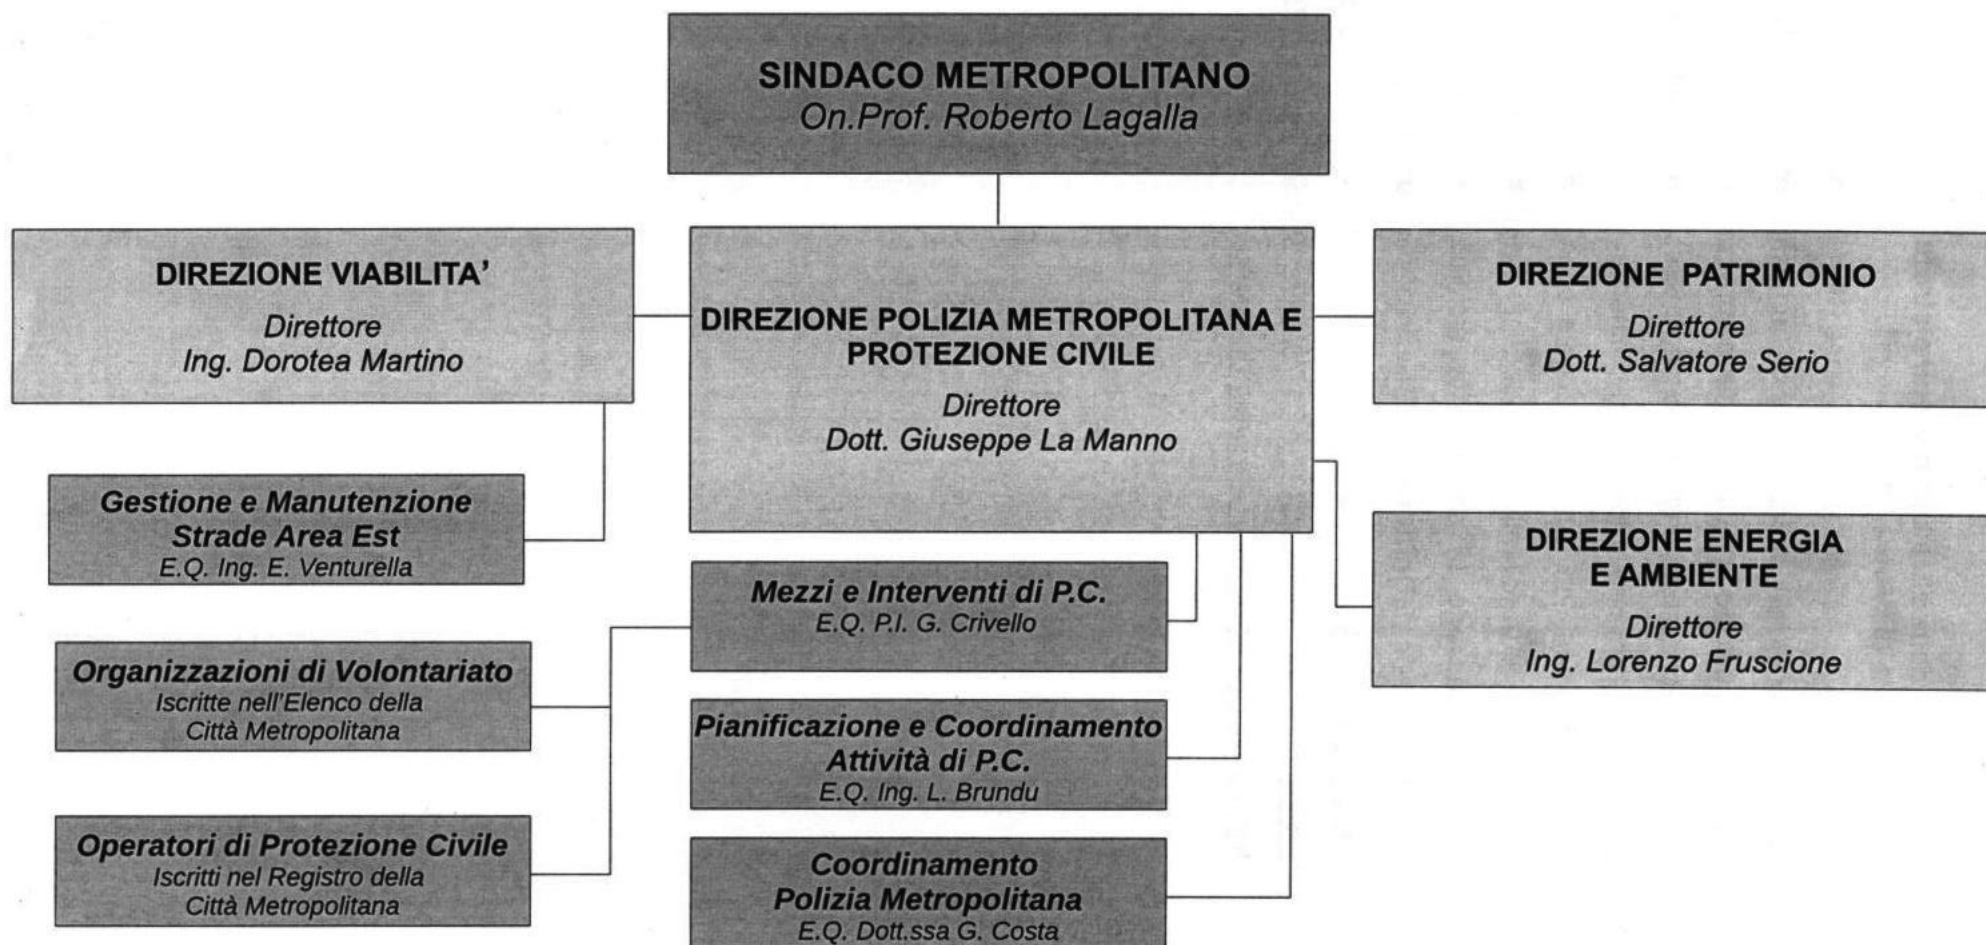 SINDACO METROPOLITANO
On.Prof. Roberto Lagalla
DIREZIONE VIABILITA’
Direttore
Ing. Dorotea Martino
DIREZIONE POLIZIA METROPOLITANA E
PROTEZIONE CIVILE
Direttore
Dott. Giuseppe La Manno
DIREZIONE PATRIMONIO
Direttore
Dott. Salvatore Serio
Gestione e Manutenzione
Strade Area Est
E.Q. Ing. E. Venturella
DIREZIONE ENERGIA
E AMBIENTE
Direttore
Ing. Lorenzo Fruscione
Mezzi e Interventi di P.C.
E.Q. P.I. G. Crivello
Organizzazioni di Volontariato
Iscritte nell'Elenco della
Città Metropolitana
Pianificazione e Coordinamento
Attività di P.C.
E.Q. Ing. L. Brundu
Operatori di Protezione Civile
Iscritti nel Registro della
Città Metropolitana
Coordinamento
Polizia Metropolitana
E.Q. Dott.ssa G. Costa